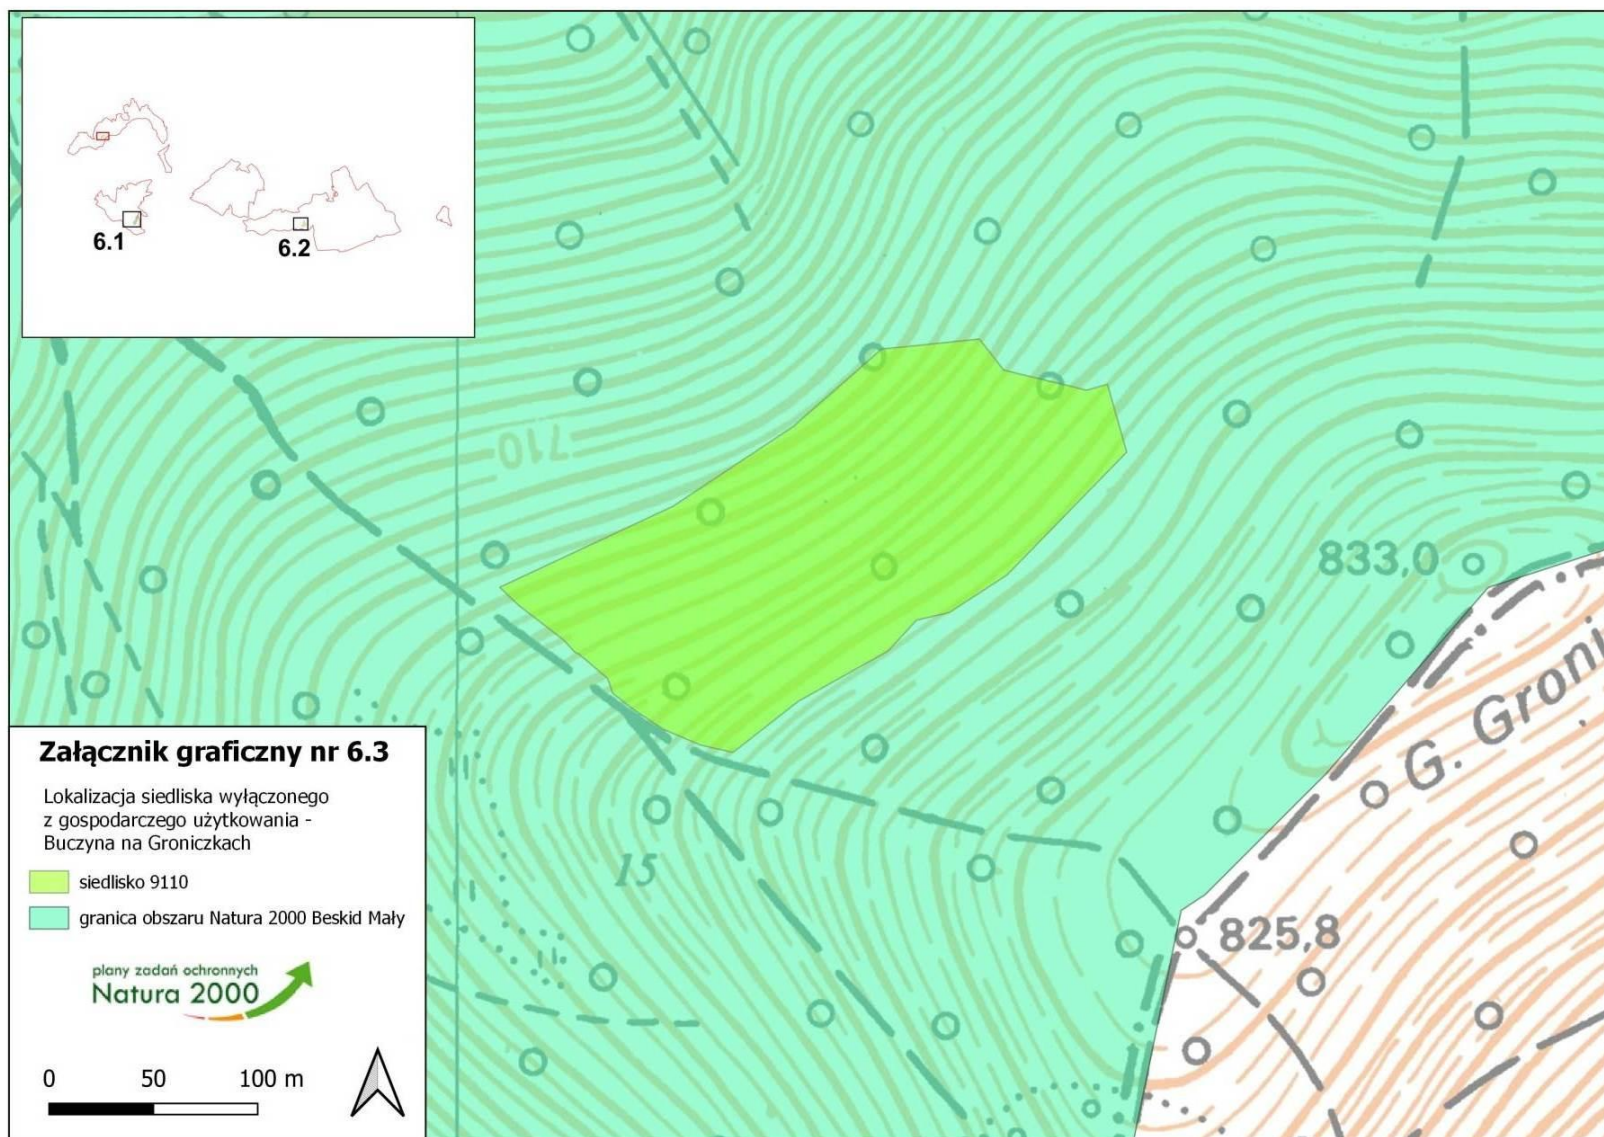 6.1
6.2
710
833,0
G. Groni
15
825,8
Załącznik graficzny nr 6.3
Lokalizacja siedliska wyłączonego
z gospodarczego użytkowania -
Buczyna na Groniczkach
siedlisko 9110
granica obszaru Natura 2000 Beskid Mały
plany zadań ochronnych
Natura 2000
0 50 100 m